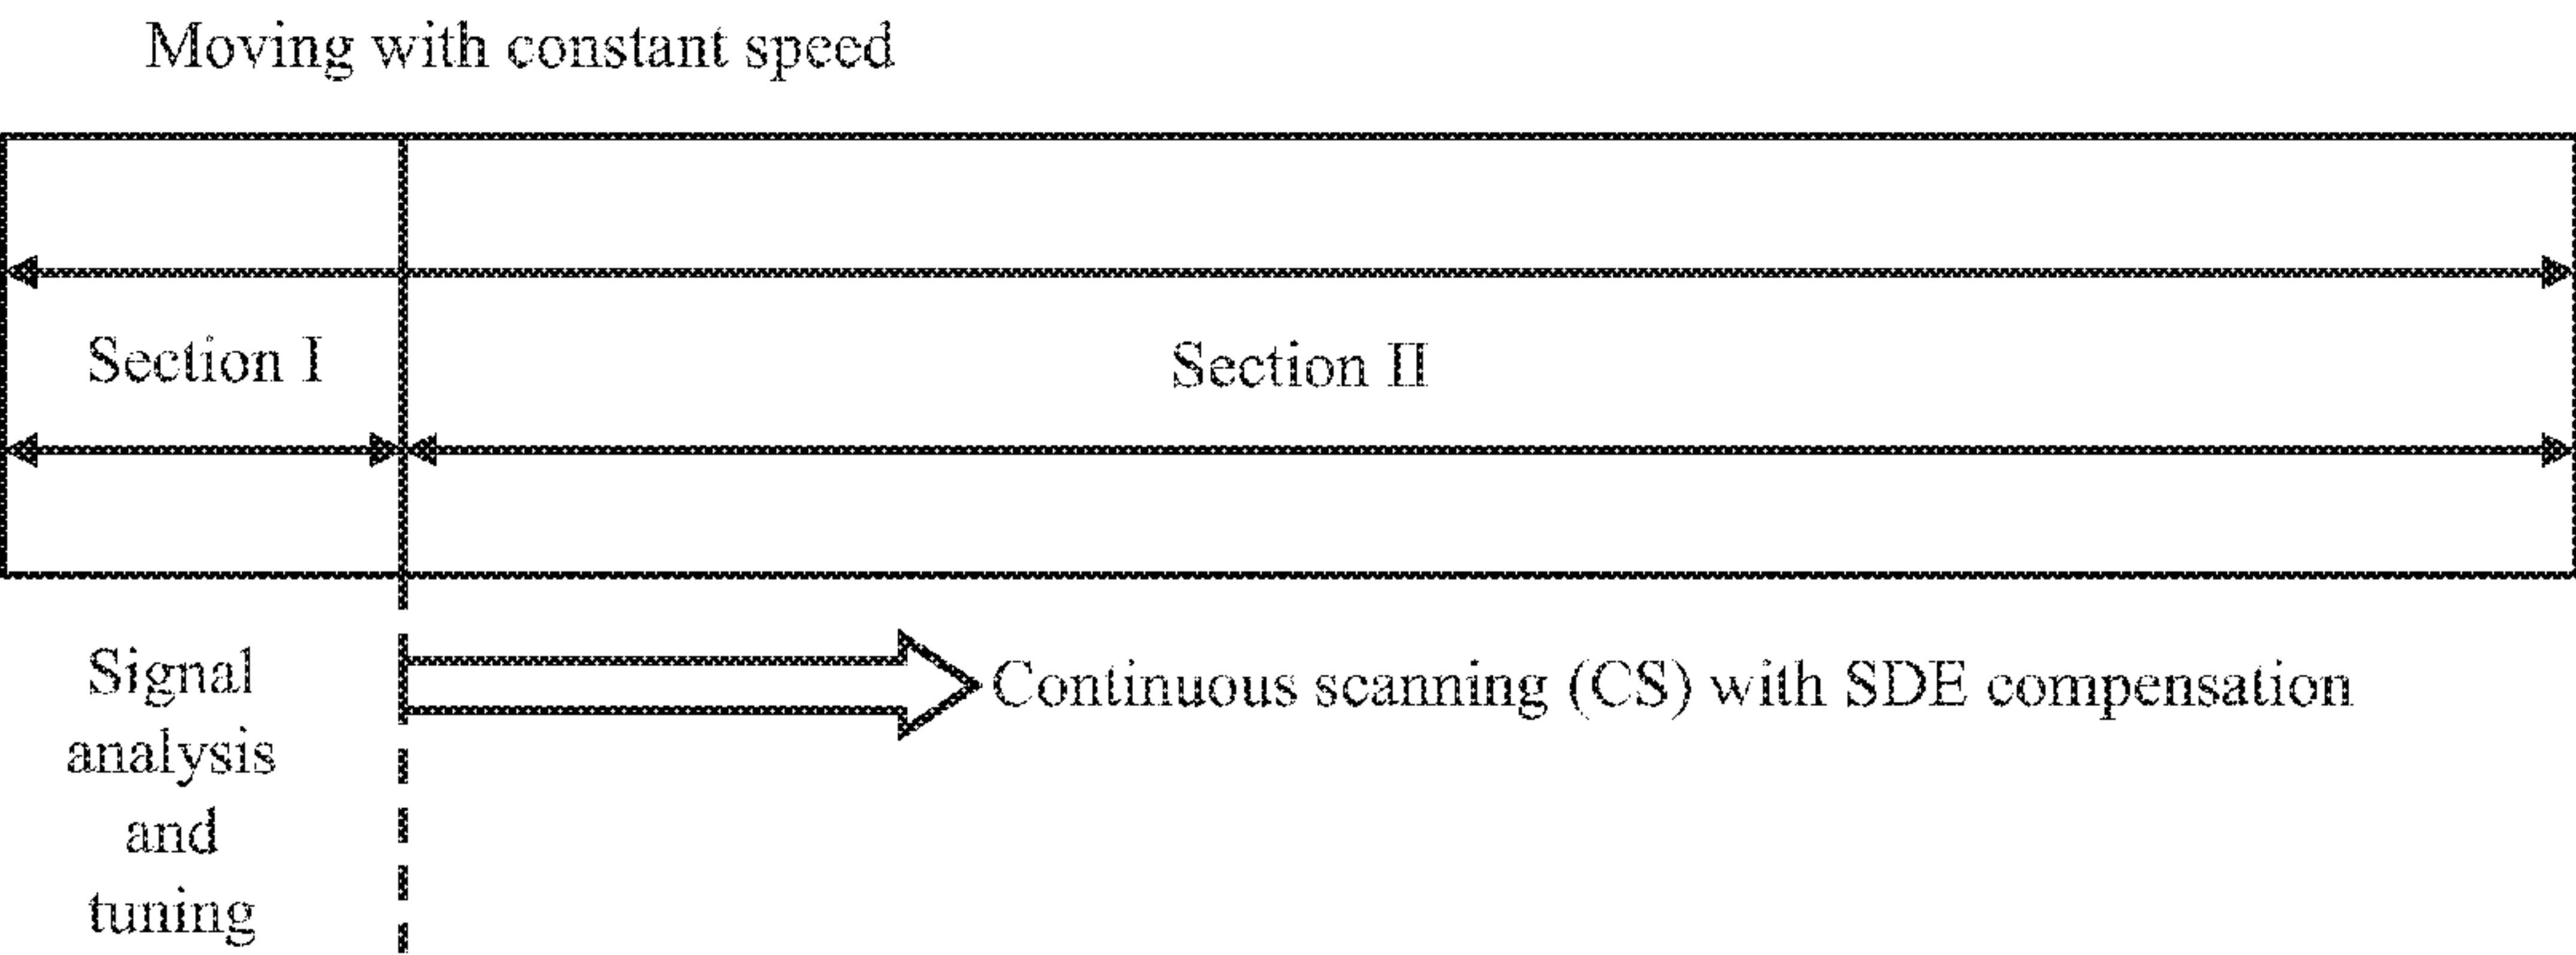 Moving with constant speed
Section I
Section II
Signal
analysis
and
tuning
Continuous scanning (CS) with SDE compensation